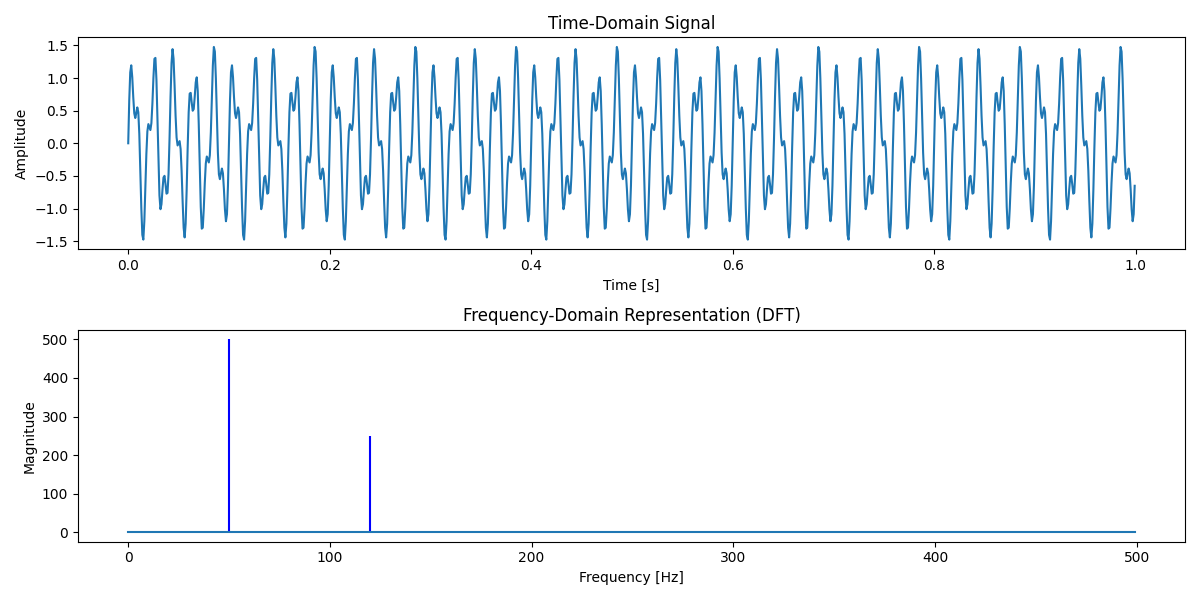 Time-Domain Signal
1.5
1.0
0.5
0.0
−0.5
−1.0
−1.5
Amplitude
0.0 0.2 0.4 0.6 0.8 1.0
Time [s]
Frequency-Domain Representation (DFT)
500
400
300
200
100
0
Magnitude
0 100 200 300 400 500
Frequency [Hz]